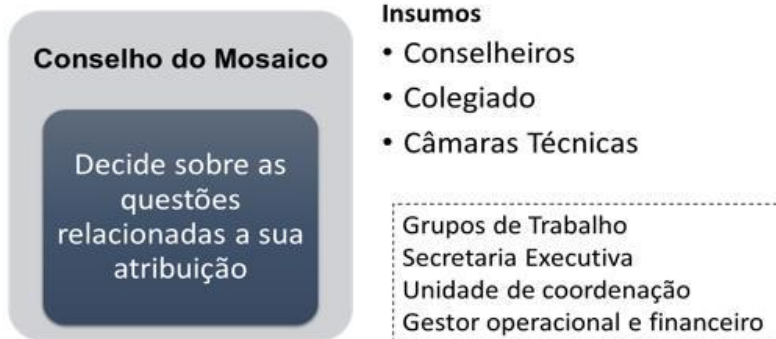 Conselho do Mosaico
Decide sobre as
questões
relacionadas a sua
atribuição
Insumos
• Conselheiros
• Colegiado
• Câmaras Técnicas
Grupos de Trabalho
Secretaria Executiva
Unidade de coordenação
Gestor operacional e financeiro